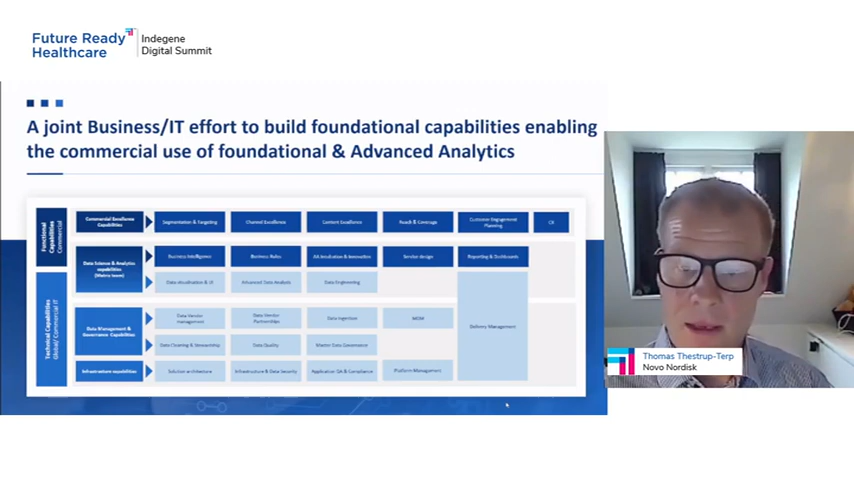 Future Ready
Healthcare
Indegene
Digital Summit
A joint Business/IT effort to build foundational capabilities enabling
the commercial use of foundational & Advanced Analytics
Functional
Capabilities
Commercial
Commercial Excellence
Capabilities
Segmentation & Targeting
Channel Excellence
Content Excellence
Reach & Coverage
Customer Engagement
Planning
CX
Data Science & Analytics
capabilities
(Matrix team)
Business Intelligence
Business Rules
AA Incubation & Innovation
Service design
Reporting & Dashboards
Data visualisation & UI
Advanced Data Analysis
Data Engineering
Technical Capabilities
Global/ Commercial IT
Data Management &
Governance Capabilities
Data Vendor
management
Data Vendor
Partnerships
Data Ingestion
MDM
Delivery Management
Data Cleaning & Stewardship
Data Quality
Master Data Governance
Infrastructure capabilities
Solution architecture
Infrastructure & Data Security
Application QA & Compliance
Platform Management
Thomas Thestrup-Terp
Novo Nordisk